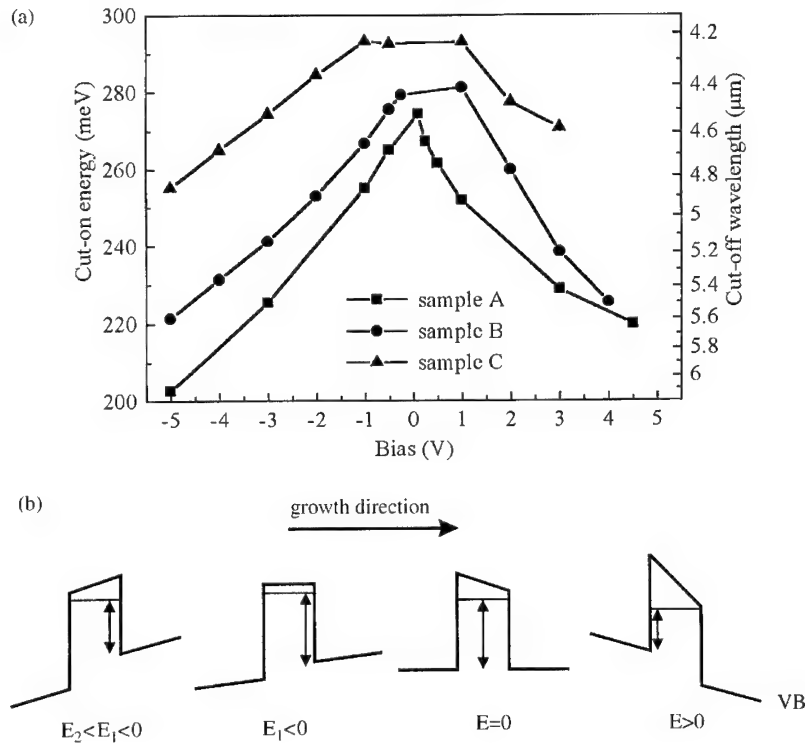 (a)
300
280
260
240
220
200
Cut-on energy (meV)
-5 -4 -3 -2 -1 0 1 2 3 4 5
Bias (V)
4.2
4.4
4.6
4.8
5
5.2
5.4
5.6
5.8
6
Cut-off wavelength (μm)
sample A
sample B
sample C
(b)
growth direction
E2<E1<0
E1<0
E=0
E>0
VB